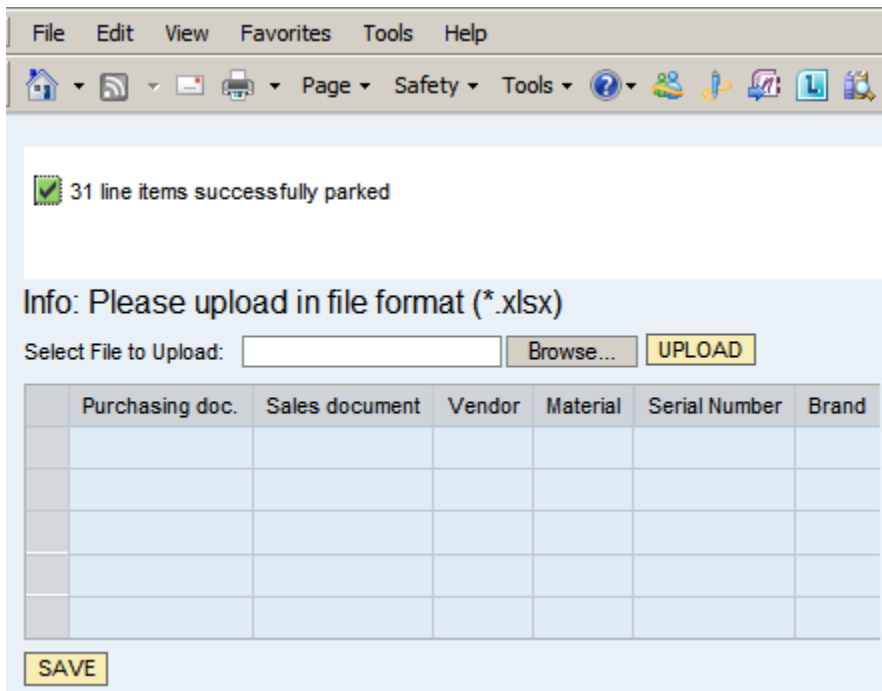 File Edit View Favorites Tools Help
Page Safety Tools
31 line items successfully parked
Info: Please upload in file format (*.xlsx)
Select File to Upload: Browse... UPLOAD
Purchasing doc. Sales document Vendor Material Serial Number Brand
SAVE